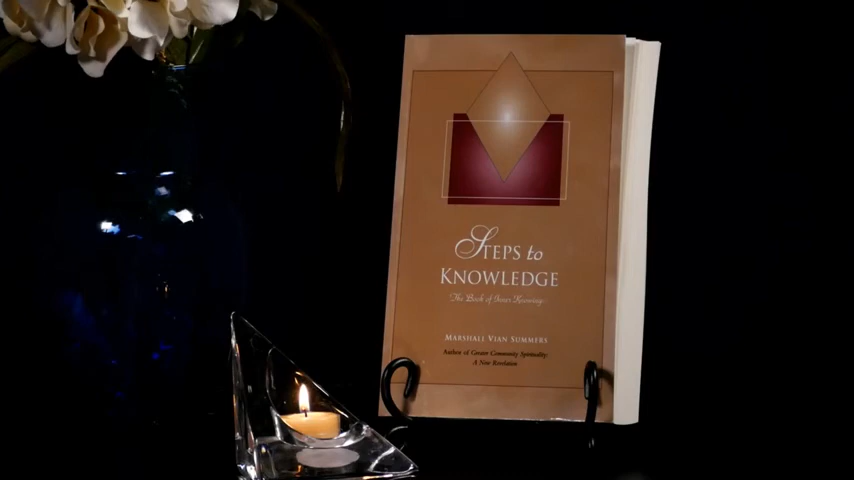 STEPS to
KNOWLEDGE
The Book of Inner Knowing
MARSHALL VIAN SUMMERS
Author of Greater Community Spirituality:
A New Revelation